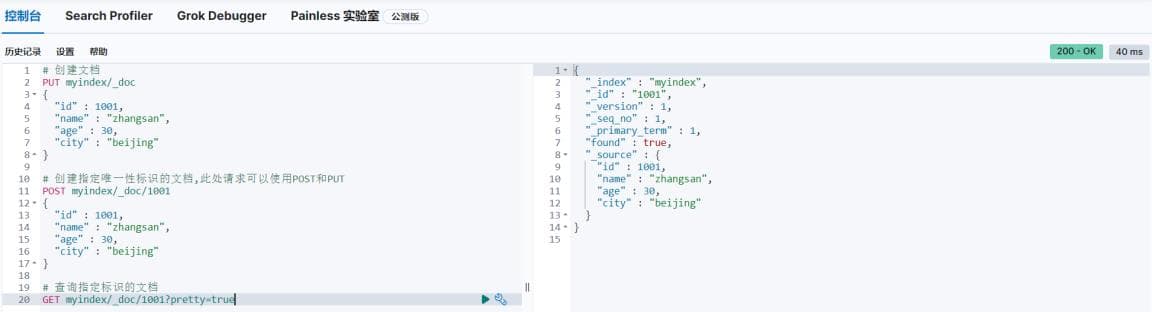 控制台 Search Profiler Grok Debugger Painless 实验室 公测版
历史记录 设置 帮助 200 - OK 40 ms
1 # 创建文档
2 PUT myindex/_doc
3 {
4 "id" : 1001,
5 "name" : "zhangsan",
6 "age" : 30,
7 "city" : "beijing"
8 }
9
10 # 创建指定唯一性标识的文档,此处请求可以使用POST和PUT
11 POST myindex/_doc/1001
12 {
13 "id" : 1001,
14 "name" : "zhangsan",
15 "age" : 30,
16 "city" : "beijing"
17 }
18
19 # 查询指定标识的文档
20 GET myindex/_doc/1001?pretty=true
1 {
2 "_index" : "myindex",
3 "_id" : "1001",
4 "_version" : 1,
5 "_seq_no" : 1,
6 "_primary_term" : 1,
7 "found" : true,
8 "_source" : {
9 "id" : 1001,
10 "name" : "zhangsan",
11 "age" : 30,
12 "city" : "beijing"
13 }
14 }
15